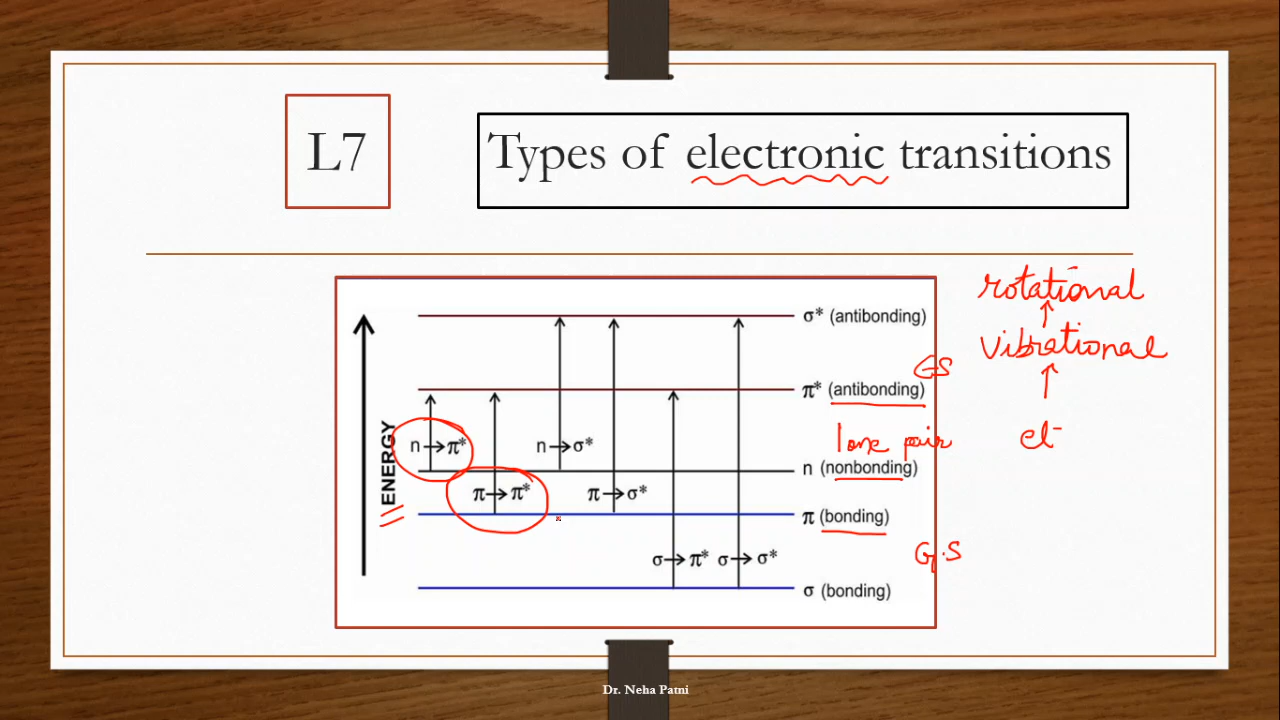 L7
Types of electronic transitions
rotational
vibrational
el-
ENERGY
σ* (antibonding)
GS
π* (antibonding)
n→π*
n→σ*
lone pair
n (nonbonding)
π→π*
π→σ*
π (bonding)
G.S
σ→π* σ→σ*
σ (bonding)
Dr. Neha Patni